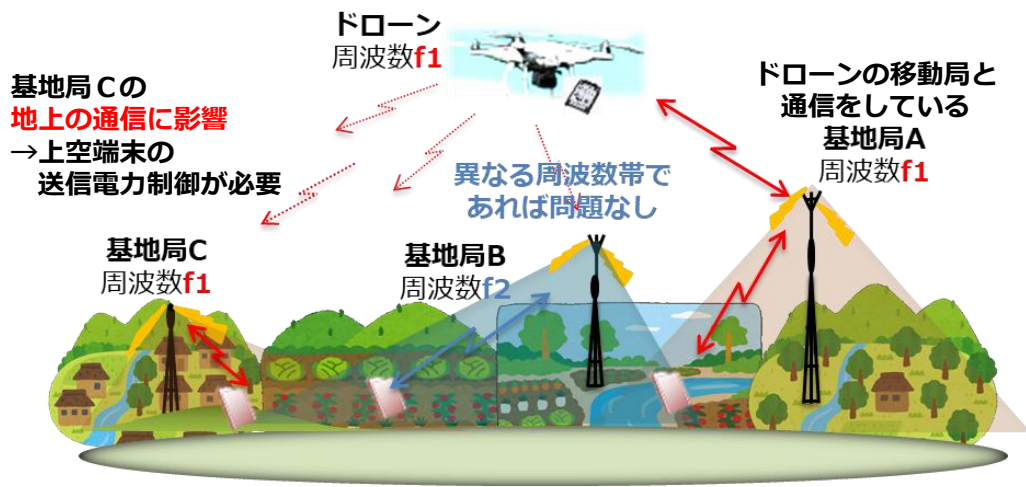 ドローン
周波数f1
基地局Ｃの
地上の通信に影響
→上空端末の
送信電力制御が必要
ドローンの移動局と
通信をしている
基地局A
周波数f1
異なる周波数帯で
あれば問題なし
基地局C
周波数f1
基地局B
周波数f2